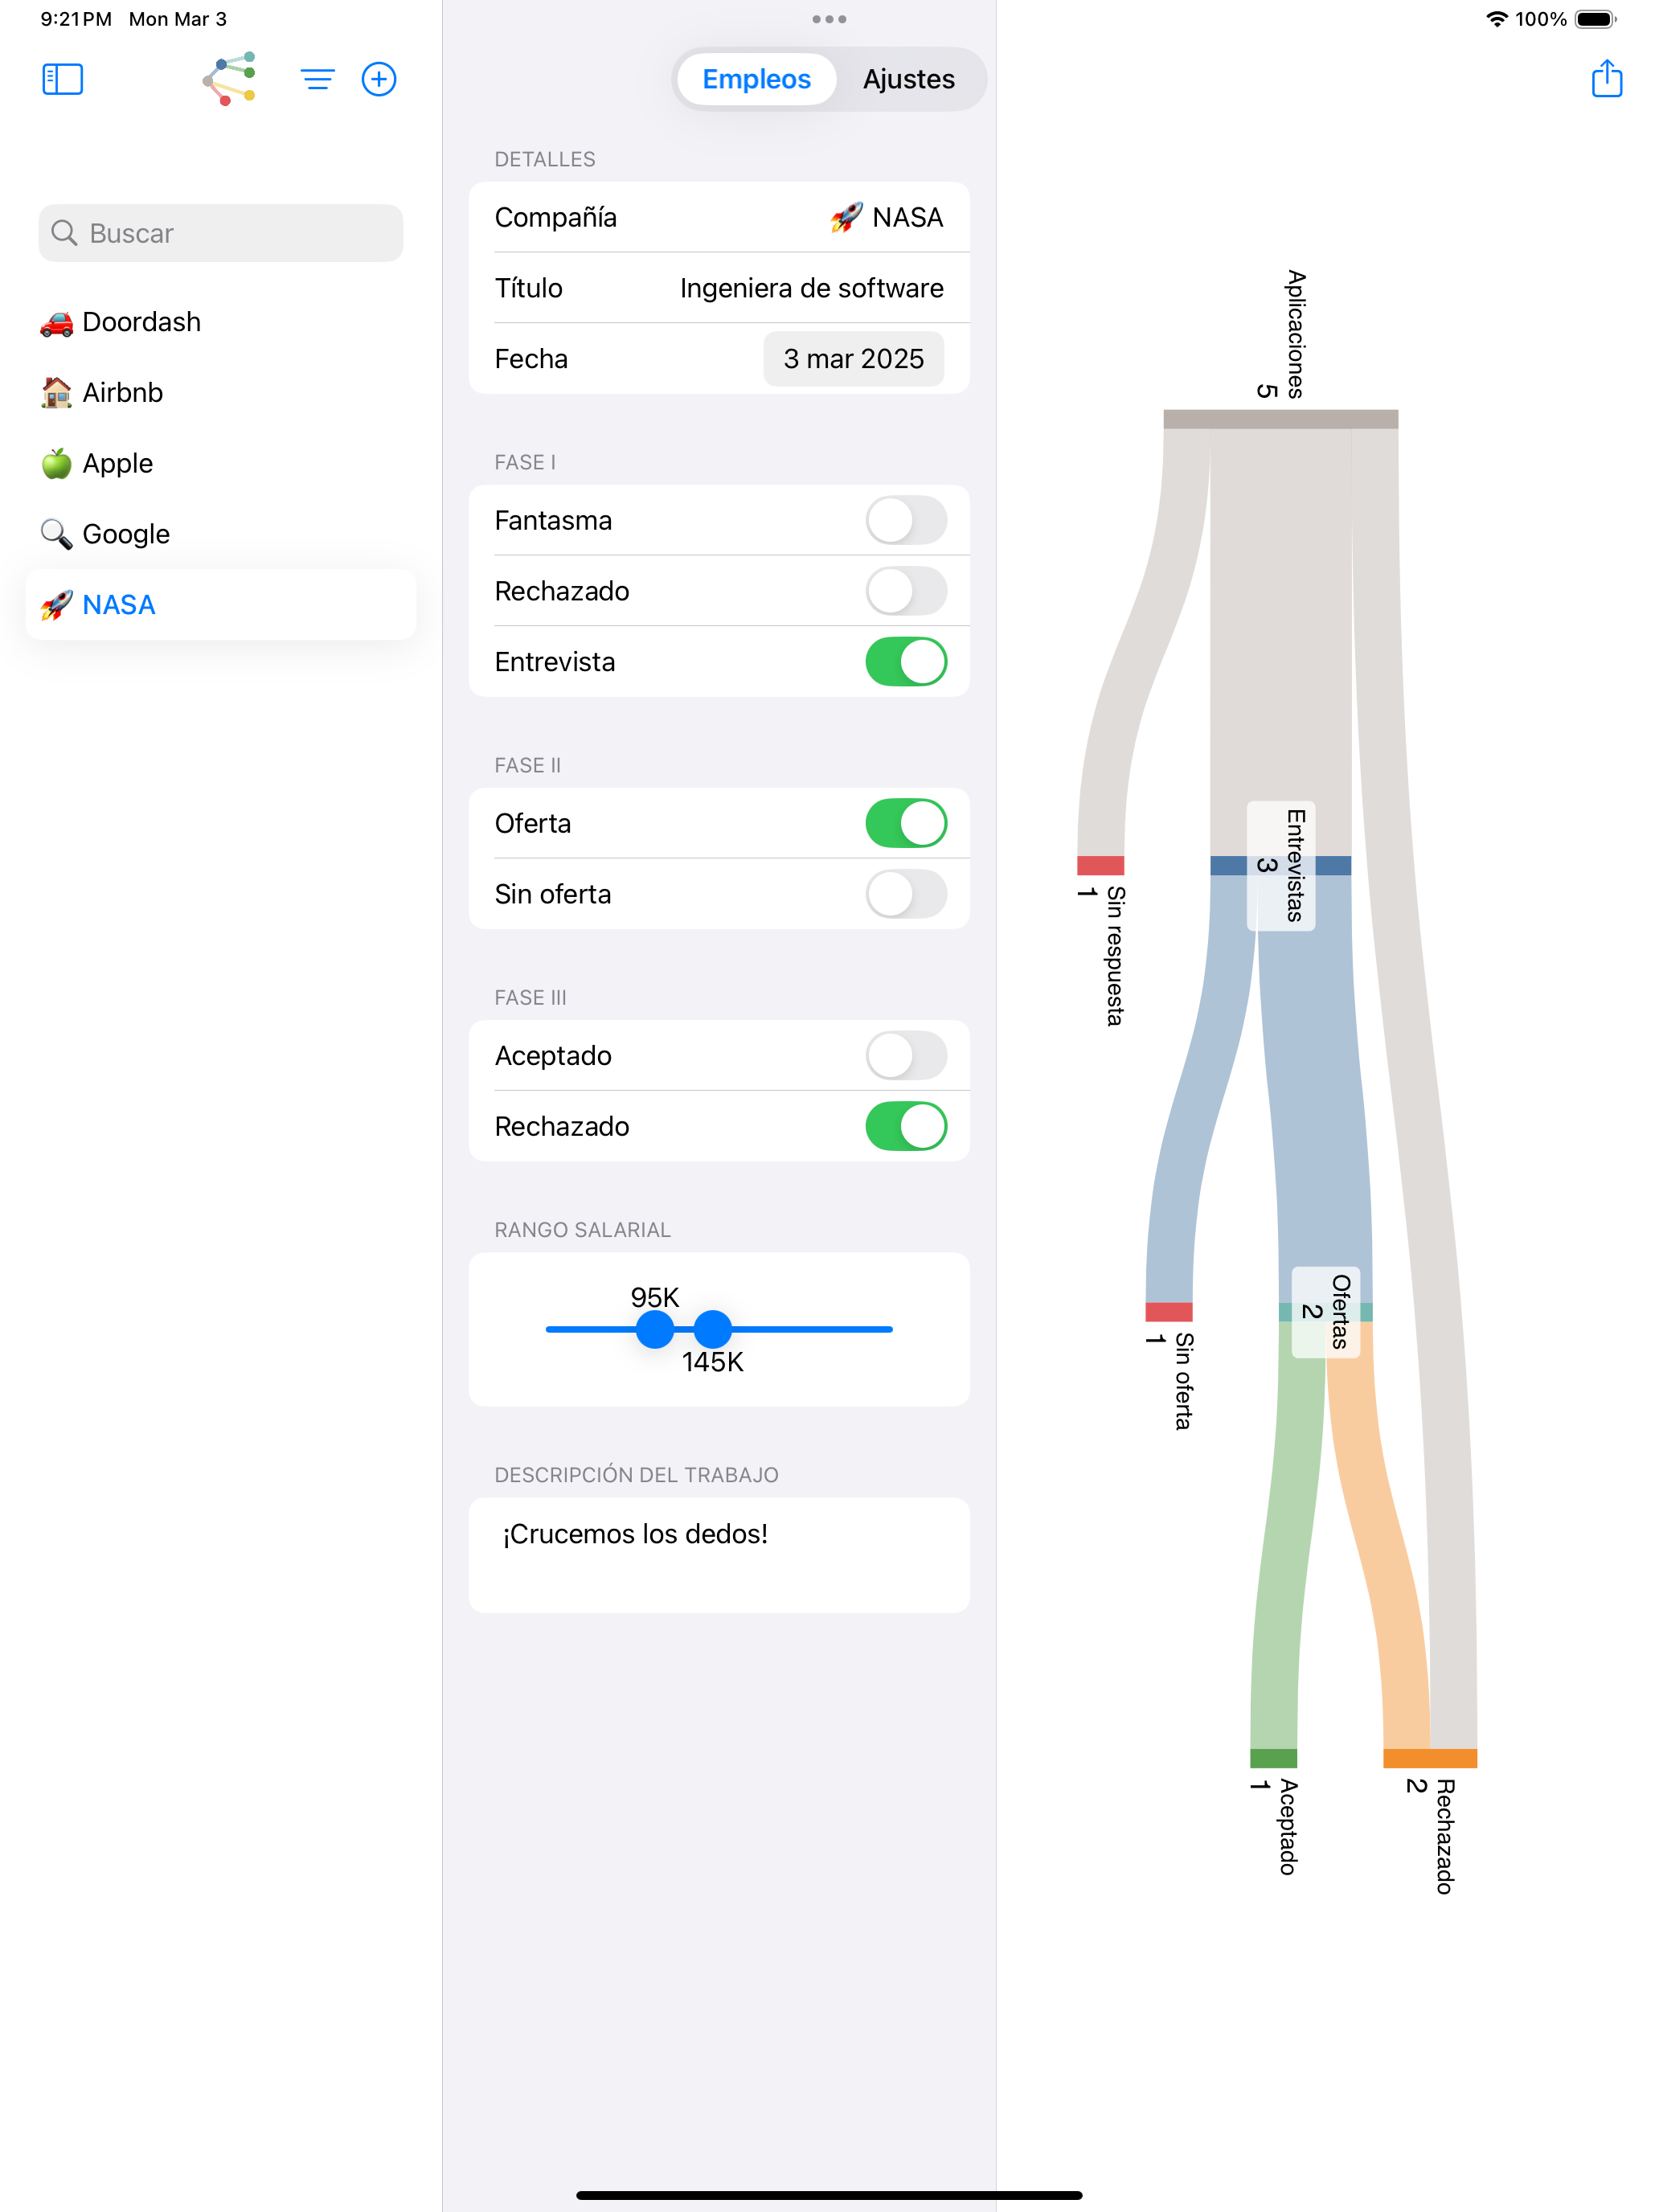 9:21 PM Mon Mar 3
100%
Buscar
Doordash
Airbnb
Apple
Google
NASA
Empleos
Ajustes
DETALLES
Compañía
🚀 NASA
Título
Ingeniera de software
Fecha
3 mar 2025
FASE I
Fantasma
Rechazado
Entrevista
FASE II
Oferta
Sin oferta
FASE III
Aceptado
Rechazado
RANGO SALARIAL
95K
145K
DESCRIPCIÓN DEL TRABAJO
¡Crucemos los dedos!
Aplicaciones
5
Entrevistas
3
Sin respuesta
1
Ofertas
2
Sin oferta
1
Aceptado
1
Rechazado
2